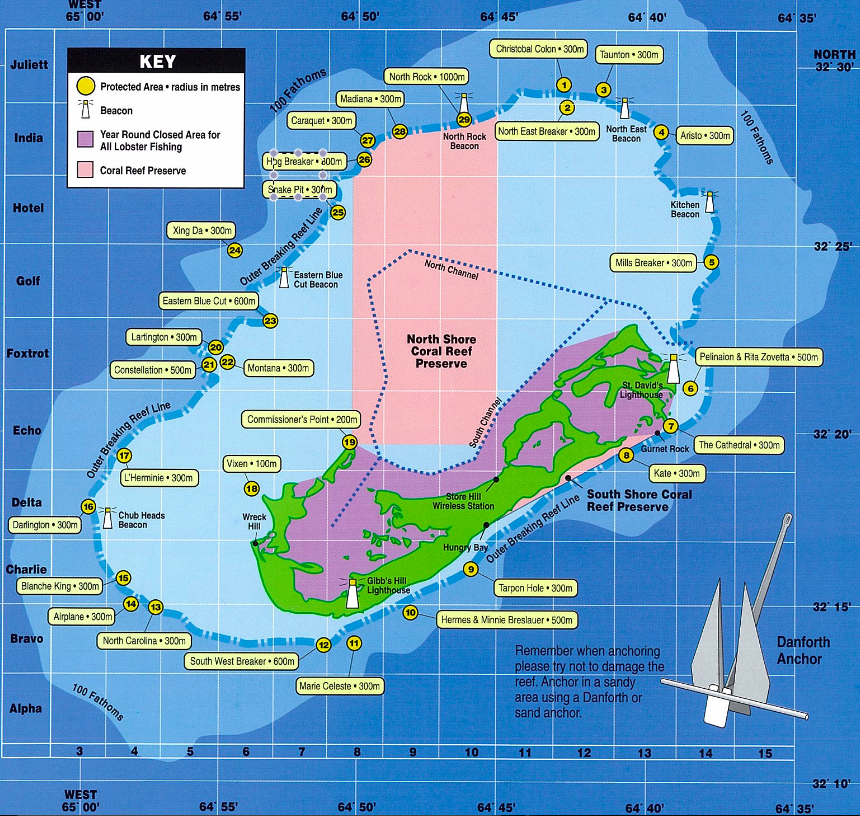 WEST
65° 00'
64° 55'
64° 50'
64° 45'
64° 40'
64° 35'
NORTH
32° 30'
Juliett
India
Hotel
Golf
Foxtrot
Echo
Delta
Charlie
Bravo
Alpha
KEY
Protected Area • radius in metres
Beacon
Year Round Closed Area for
All Lobster Fishing
Coral Reef Preserve
100 Fathoms
Christobal Colon • 300m
Taunton • 300m
North Rock • 1000m
Madiana • 300m
Caraquet • 300m
Hog Breaker • 300m
Snake Pit • 300m
1
2
3
4
29
28
27
26
25
North Rock
Beacon
North East Breaker • 300m
North East
Beacon
Aristo • 300m
100 Fathoms
Kitchen
Beacon
32° 25'
Xing Da • 300m
24
Outer Breaking Reef Line
Eastern Blue
Cut Beacon
Mills Breaker • 300m
5
North Channel
Eastern Blue Cut • 600m
23
Lartington • 300m
20
21
22
Constellation • 500m
Montana • 300m
North Shore
Coral Reef
Preserve
Pelinaion & Rita Zovetta • 500m
6
St. David's
Lighthouse
Outer Breaking Reef Line
Commissioner's Point • 200m
19
South Channel
7
The Cathedral • 300m
32° 20'
Gurnet Rock
8
Kate • 300m
17
L'Herminie • 300m
Vixen • 100m
18
16
Darlington • 300m
Chub Heads
Beacon
Wreck
Hill
Store Hill
Wireless Station
South Shore Coral
Reef Preserve
Hungry Bay
Outer Breaking Reef Line
Blanche King • 300m
15
Airplane • 300m
14
13
North Carolina • 300m
Gibb's Hill
Lighthouse
9
Tarpon Hole • 300m
10
Hermes & Minnie Breslauer • 500m
32° 15'
South West Breaker • 600m
12
11
Marie Celeste • 300m
Remember when anchoring
please try not to damage the
reef. Anchor in a sandy
area using a Danforth or
sand anchor.
Danforth
Anchor
100 Fathoms
3
4
5
6
7
8
9
10
11
12
13
14
15
32° 10'
WEST
65° 00'
64° 55'
64° 50'
64° 45'
64° 40'
64° 35'